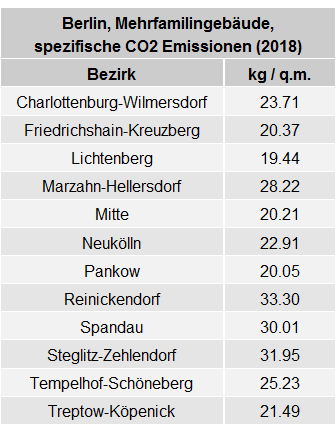 Berlin, Mehrfamilingebäude,
spezifische CO2 Emissionen (2018)
Bezirk kg / q.m.
Charlottenburg-Wilmersdorf 23.71
Friedrichshain-Kreuzberg 20.37
Lichtenberg 19.44
Marzahn-Hellersdorf 28.22
Mitte 20.21
Neukölln 22.91
Pankow 20.05
Reinickendorf 33.30
Spandau 30.01
Steglitz-Zehlendorf 31.95
Tempelhof-Schöneberg 25.23
Treptow-Köpenick 21.49